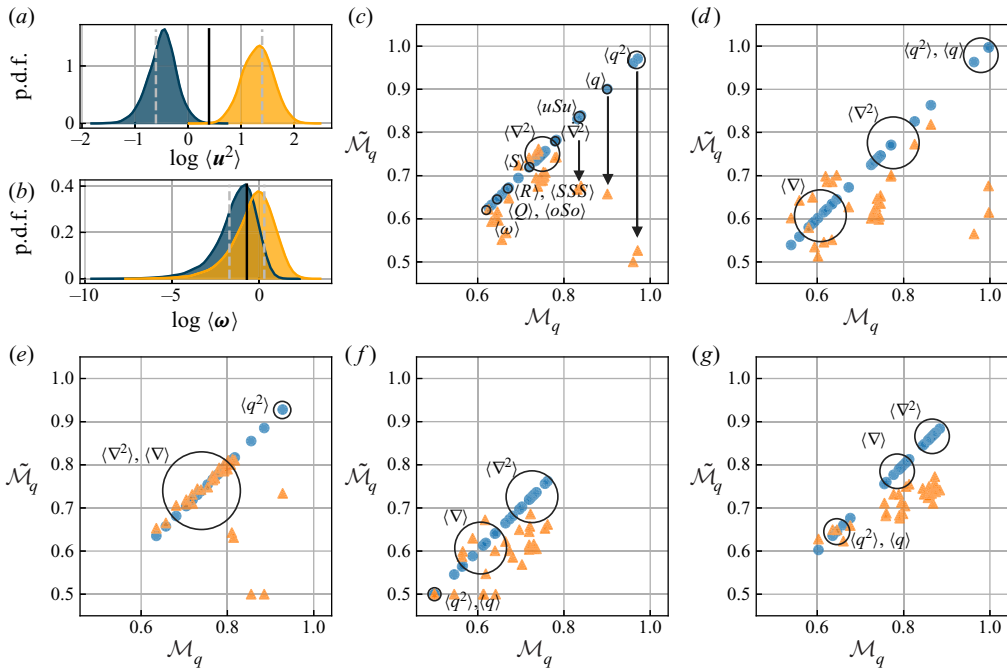 (a)
p.d.f.
1
0
−2 −1 0 1 2
log ⟨u²⟩
(b)
p.d.f.
0.4
0.2
0
−10 −5 0
log ⟨ω⟩
(c)
1.0
0.9
0.8
0.7
0.6
0.5
M̃q
0.6 0.8 1.0
Mq
⟨q²⟩
⟨q⟩
⟨uSu⟩
⟨∇²⟩ ⟨∇²⟩
⟨S⟩
⟨R⟩, ⟨SSS⟩
⟨Q⟩, ⟨oSo⟩
⟨ω⟩
(d)
1.0
0.9
0.8
0.7
0.6
0.5
M̃q
0.6 0.8 1.0
Mq
⟨q²⟩, ⟨q⟩
⟨∇²⟩
⟨∇⟩
(e)
1.0
0.9
0.8
0.7
0.6
0.5
M̃q
0.6 0.8 1.0
Mq
⟨q²⟩
⟨∇²⟩, ⟨∇⟩
(f)
1.0
0.9
0.8
0.7
0.6
0.5
M̃q
0.6 0.8 1.0
Mq
⟨∇²⟩
⟨∇⟩
⟨q²⟩,⟨q⟩
(g)
1.0
0.9
0.8
0.7
0.6
0.5
M̃q
0.6 0.8 1.0
Mq
⟨∇²⟩
⟨∇⟩
⟨q²⟩, ⟨q⟩